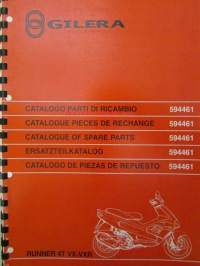 GILERA
CATALOGO PARTI DI RICAMBIO 594461
CATALOGUE PIECES DE RECHANGE 594461
CATALOGUE OF SPARE PARTS 594461
ERSATZTEILKATALOG 594461
CATALOGO DE PIEZAS DE REPUESTO 594461
RUNNER 4T VX-VXR